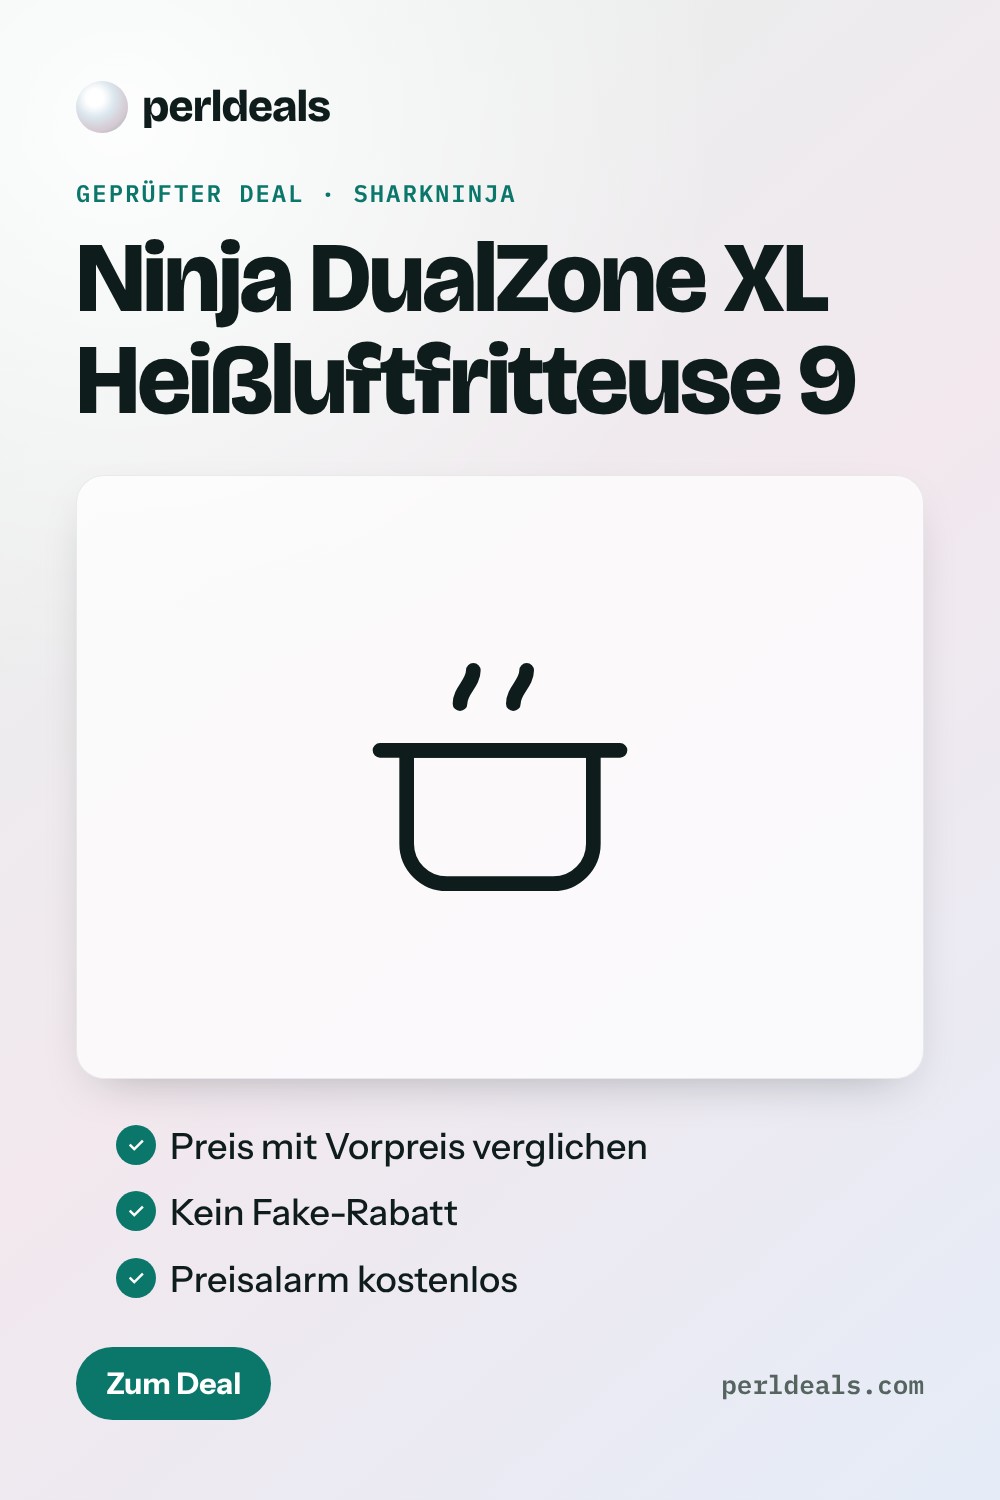 perldeals
GEPRÜFTER DEAL · SHARKNINJA
Ninja DualZone XL
Heißluftfritteuse 9
Preis mit Vorpreis verglichen
Kein Fake-Rabatt
Preisalarm kostenlos
Zum Deal
perldeals.com